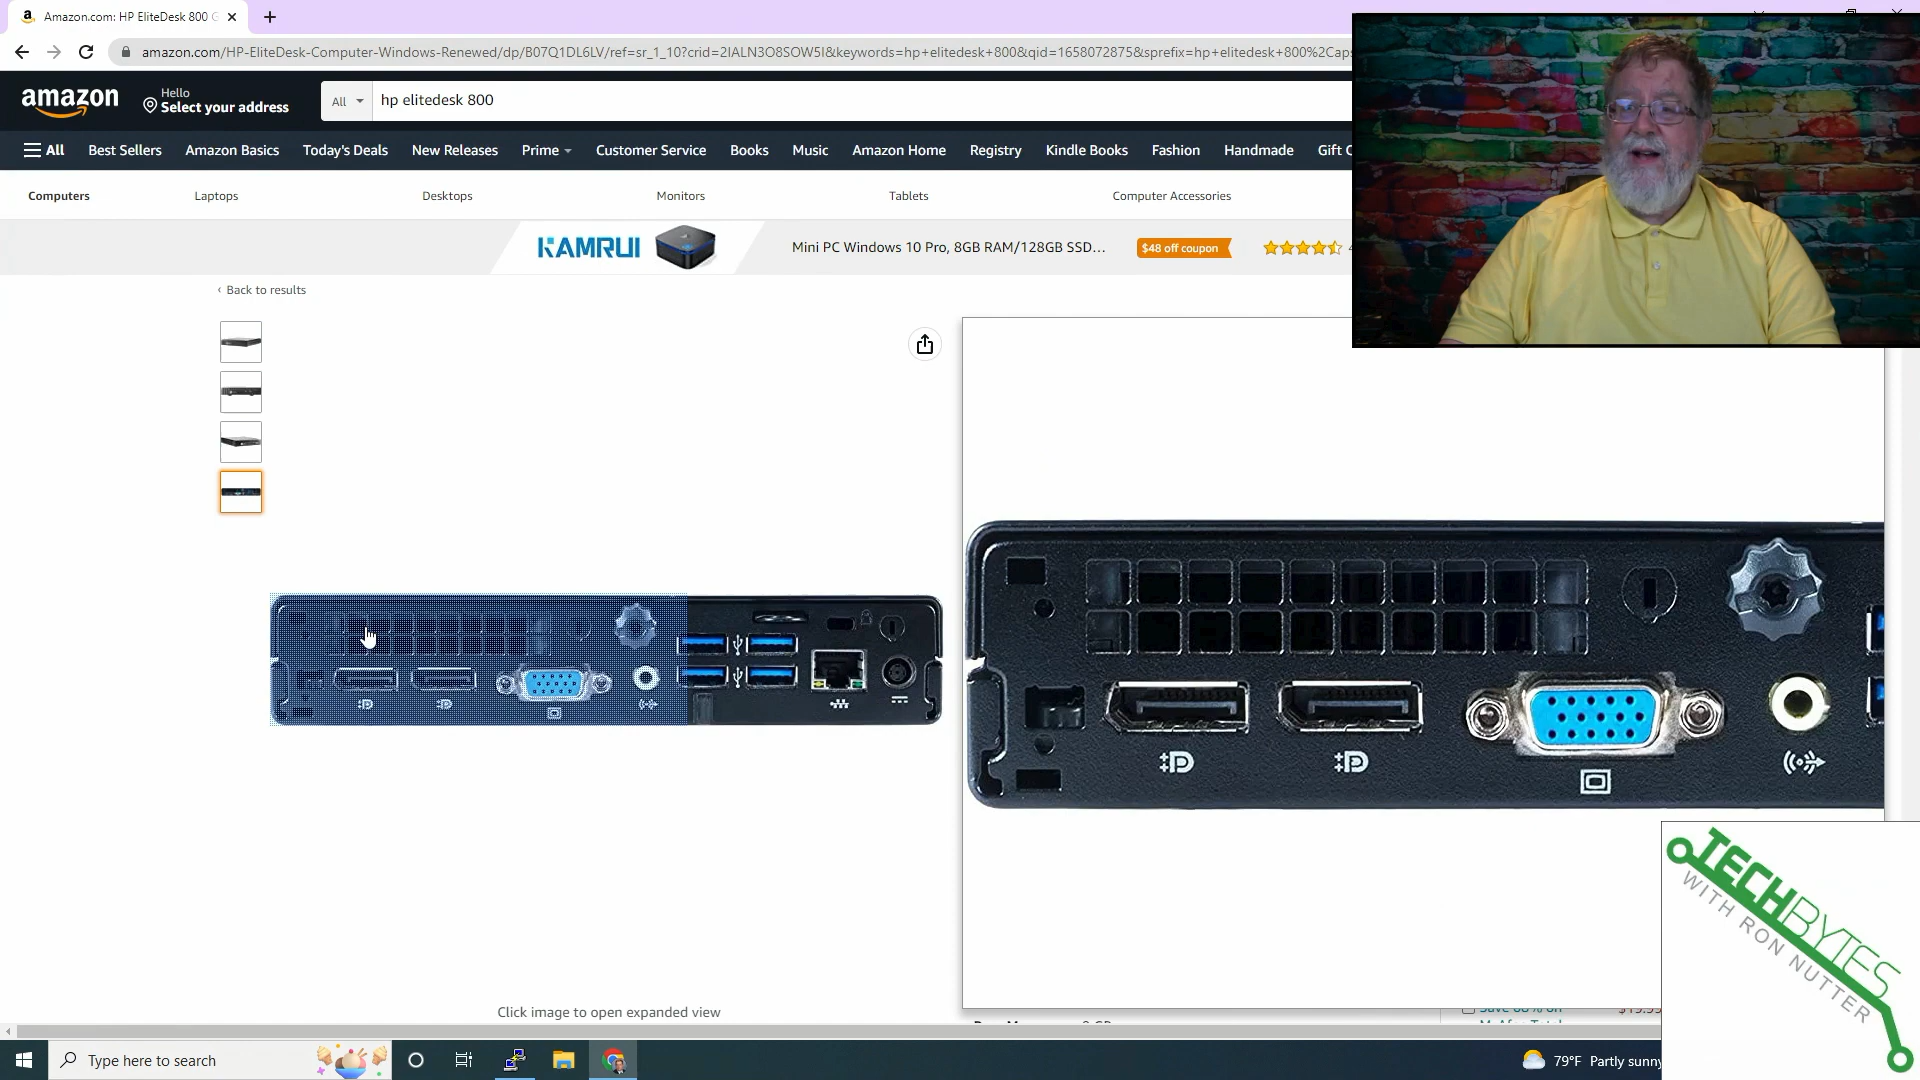 Amazon.com: HP EliteDesk 800 G
amazon.com/HP-EliteDesk-Computer-Windows-Renewed/dp/B07Q1DL6LV/ref=sr_1_10?crid=2IALN3O8SOW5I&keywords=hp+elitedesk+800&qid=1658072875&sprefix=hp+elitedesk+800%2Caps
amazon
Hello
Select your address
All
hp elitedesk 800
All
Best Sellers
Amazon Basics
Today's Deals
New Releases
Prime
Customer Service
Books
Music
Amazon Home
Registry
Kindle Books
Fashion
Handmade
Gift C
Computers
Laptops
Desktops
Monitors
Tablets
Computer Accessories
KAMRUI
Mini PC Windows 10 Pro, 8GB RAM/128GB SSD...
$48 off coupon
4
‹ Back to results
Click image to open expanded view
TECHBYTES
WITH RON NUTTER
Type here to search
79°F Partly sunny